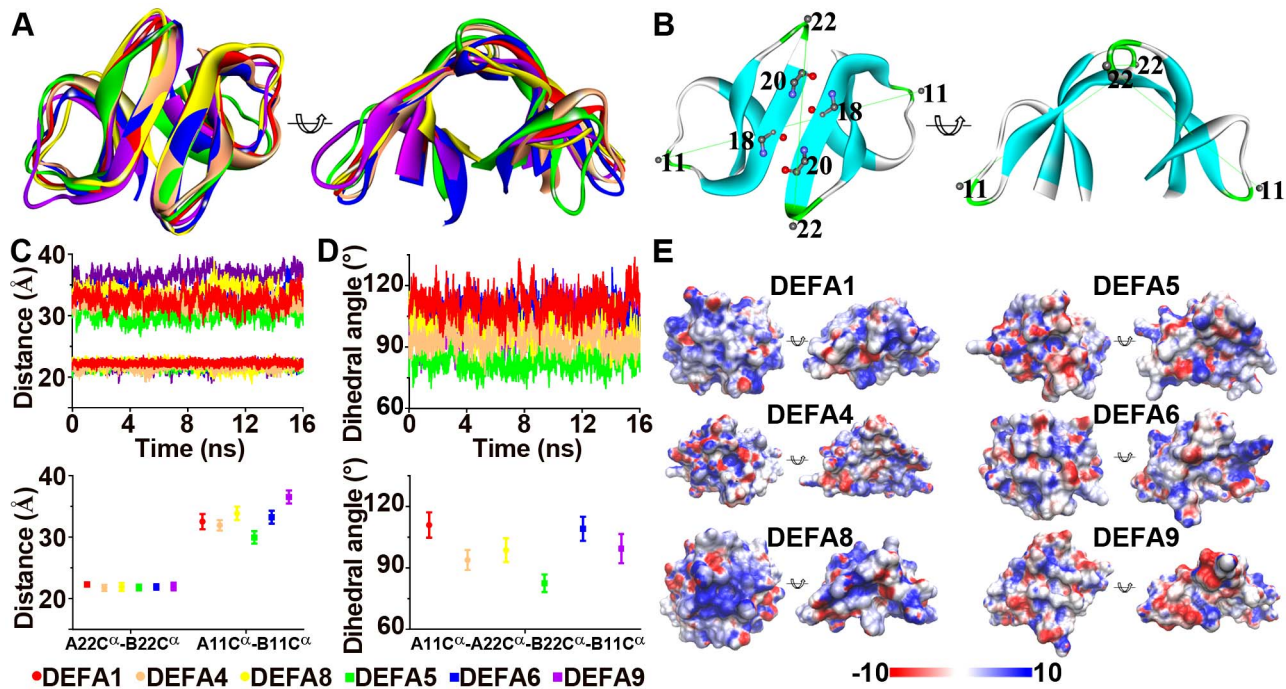 A
B
22
20
18
11
18
20
11
22
22
22
11
11
C
Distance (Å)
40
30
20
0 4 8 12 16
Time (ns)
D
Dihedral angle (°)
120
90
60
0 4 8 12 16
Time (ns)
Distance (Å)
40
30
20
A22Cα-B22Cα A11Cα-B11Cα
Dihedral angle (°)
120
90
60
A11Cα-A22Cα-B22Cα-B11Cα
DEFA1 DEFA4 DEFA8 DEFA5 DEFA6 DEFA9
E
DEFA1 DEFA5
DEFA4 DEFA6
DEFA8 DEFA9
-10 10